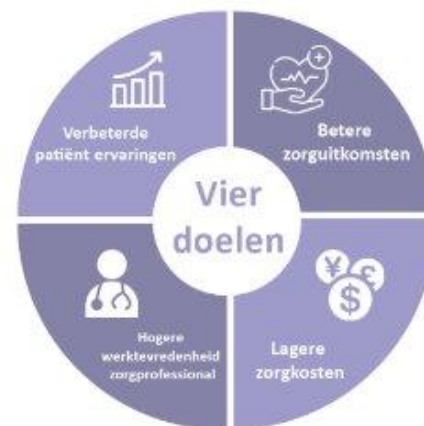 Verbeterde
patiënt ervaringen
Betere
zorguitkomsten
Vier
doelen
Hogere
werktevredenheid
zorgprofessional
Lagere
zorgkosten
¥
£
$